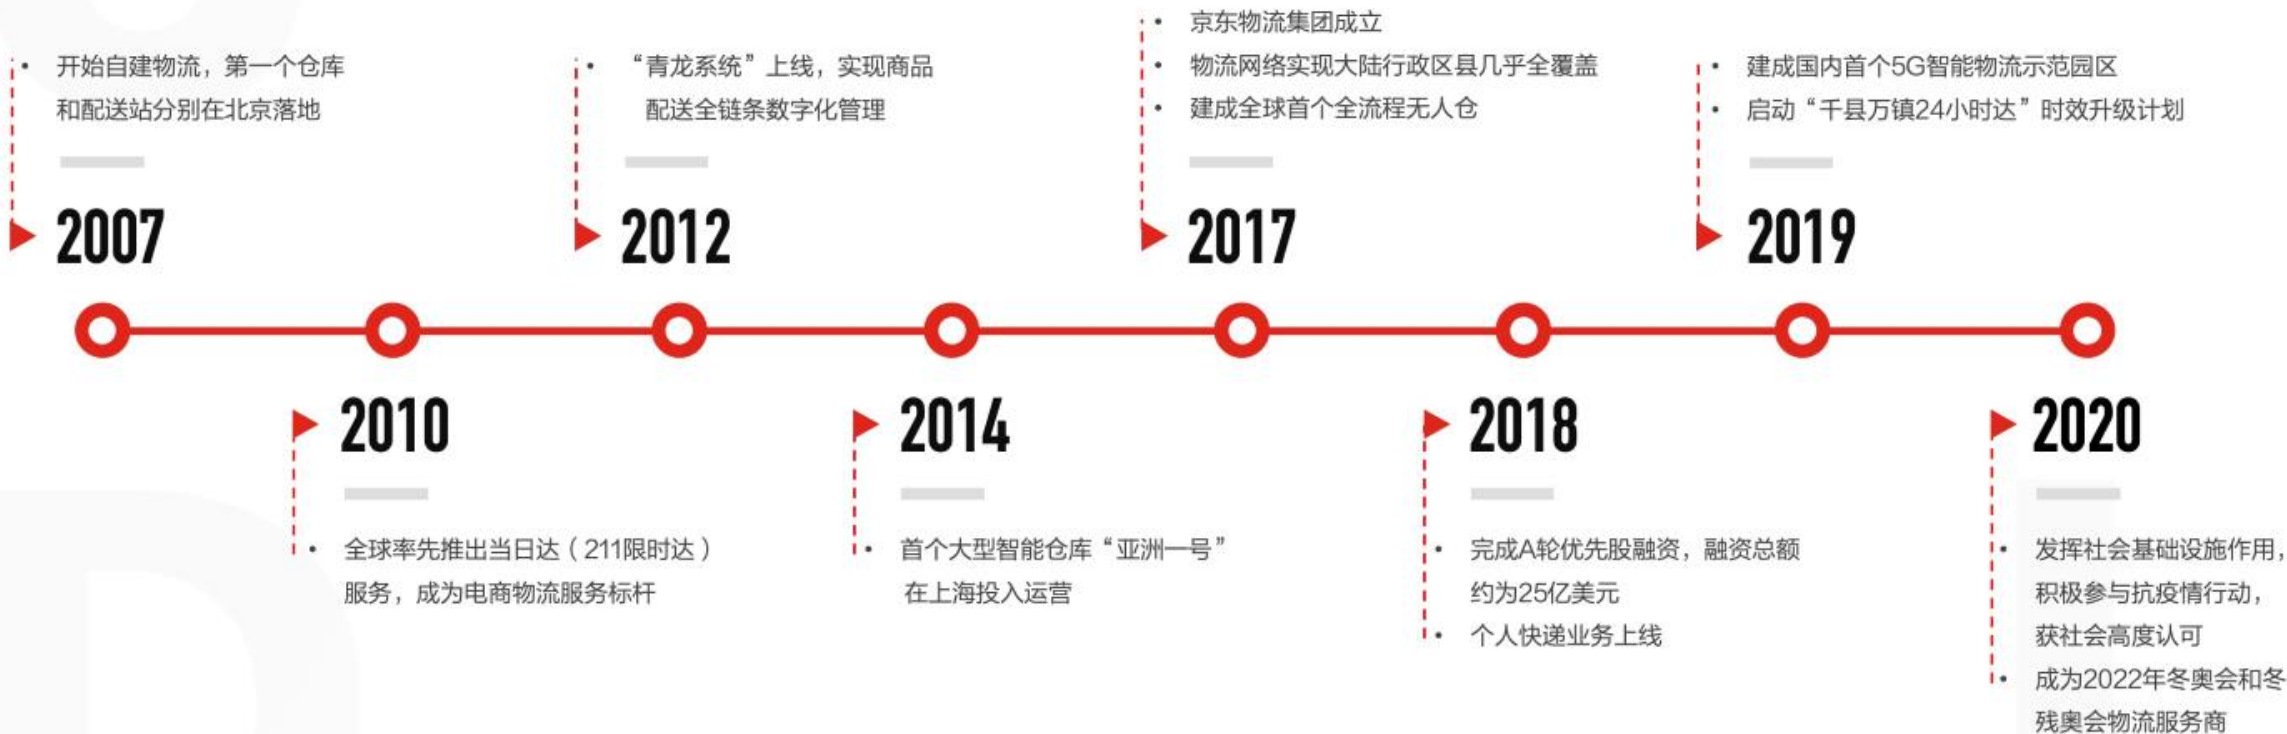 开始自建物流，第一个仓库
和配送站分别在北京落地
2007
全球率先推出当日达（211限时达）
服务，成为电商物流服务标杆
2010
“青龙系统”上线，实现商品
配送全链条数字化管理
2012
首个大型智能仓库“亚洲一号”
在上海投入运营
2014
京东物流集团成立
物流网络实现大陆行政区县几乎全覆盖
建成全球首个全流程无人仓
2017
2018
完成A轮优先股融资，融资总额
约为25亿美元
个人快递业务上线
建成国内首个5G智能物流示范园区
启动“千县万镇24小时达”时效升级计划
2019
2020
发挥社会基础设施作用，
积极参与抗疫情行动，
获社会高度认可
成为2022年冬奥会和冬
残奥会物流服务商